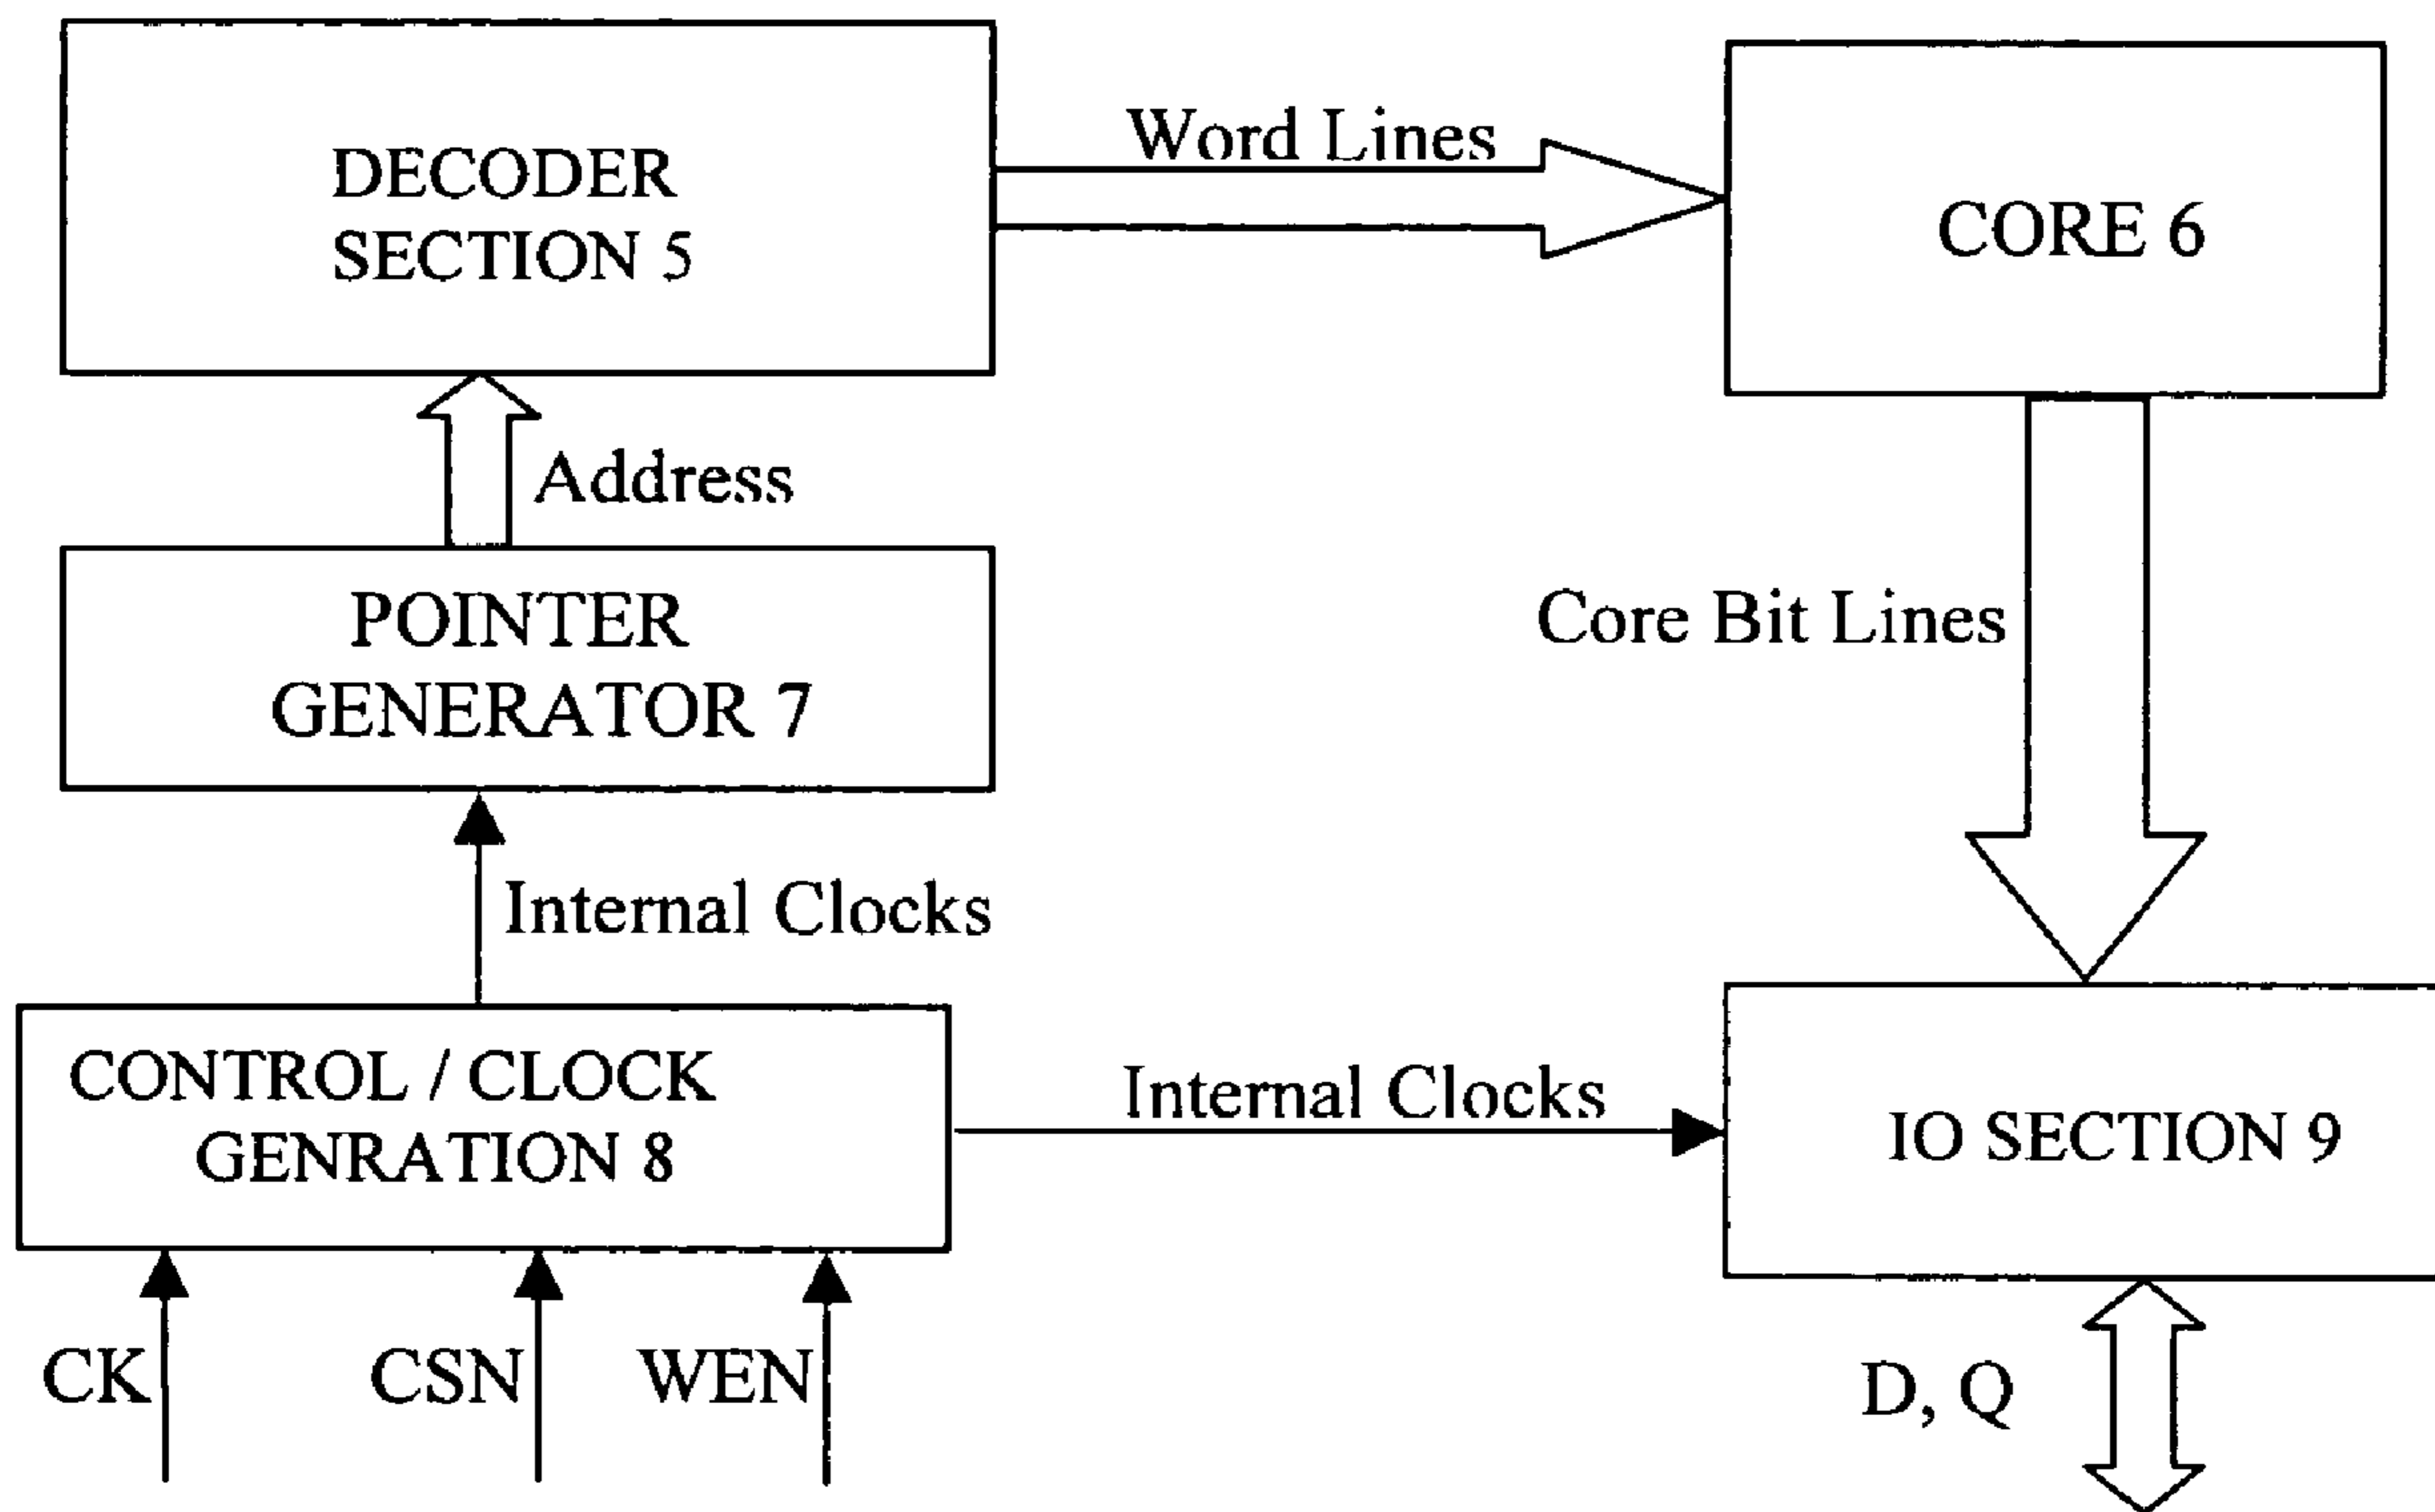 DECODER
SECTION 5
Word Lines
CORE 6
Address
POINTER
GENERATOR 7
Core Bit Lines
Internal Clocks
CONTROL / CLOCK
GENRATION 8
Internal Clocks
IO SECTION 9
CK
CSN
WEN
D, Q